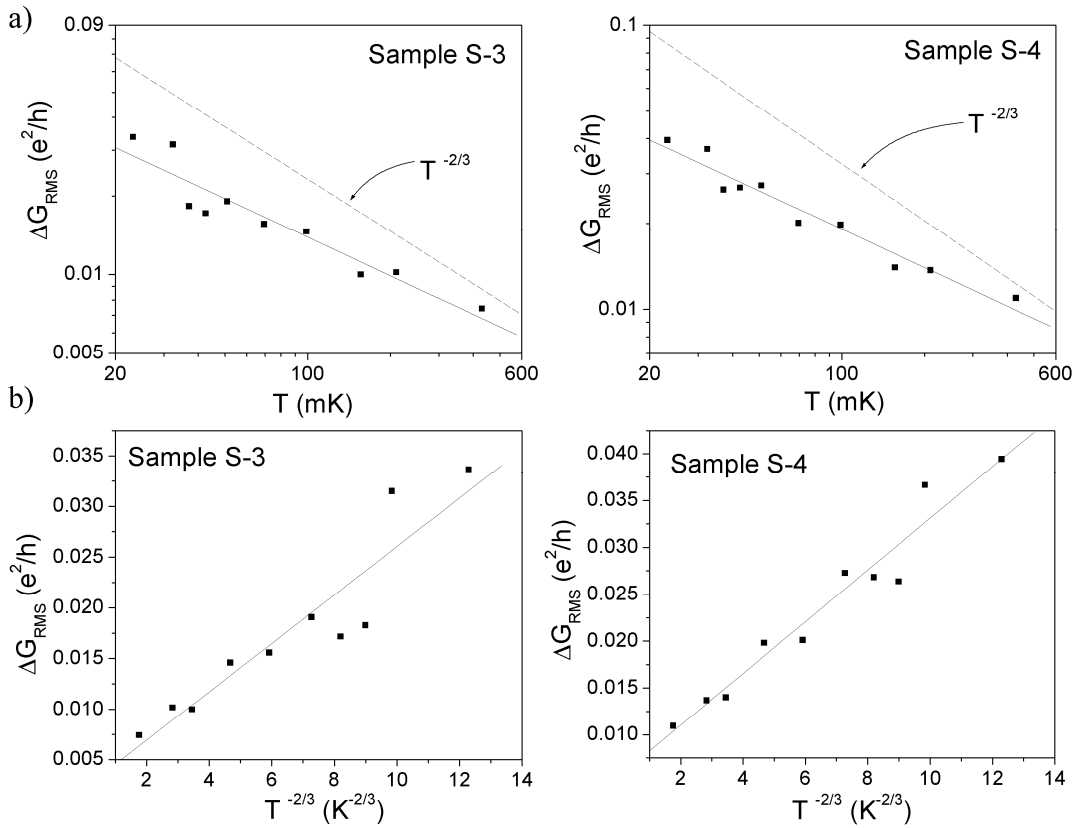 a)
0.09
Sample S-3
T -2/3
ΔG_RMS (e^2/h)
0.01
0.005
20
100
600
T (mK)
0.1
Sample S-4
T -2/3
ΔG_RMS (e^2/h)
0.01
20
100
600
T (mK)
b)
Sample S-3
0.035
0.030
0.025
0.020
0.015
0.010
0.005
ΔG_RMS (e^2/h)
2 4 6 8 10 12 14
T -2/3 (K-2/3)
Sample S-4
0.040
0.035
0.030
0.025
0.020
0.015
0.010
ΔG_RMS (e^2/h)
2 4 6 8 10 12 14
T -2/3 (K-2/3)